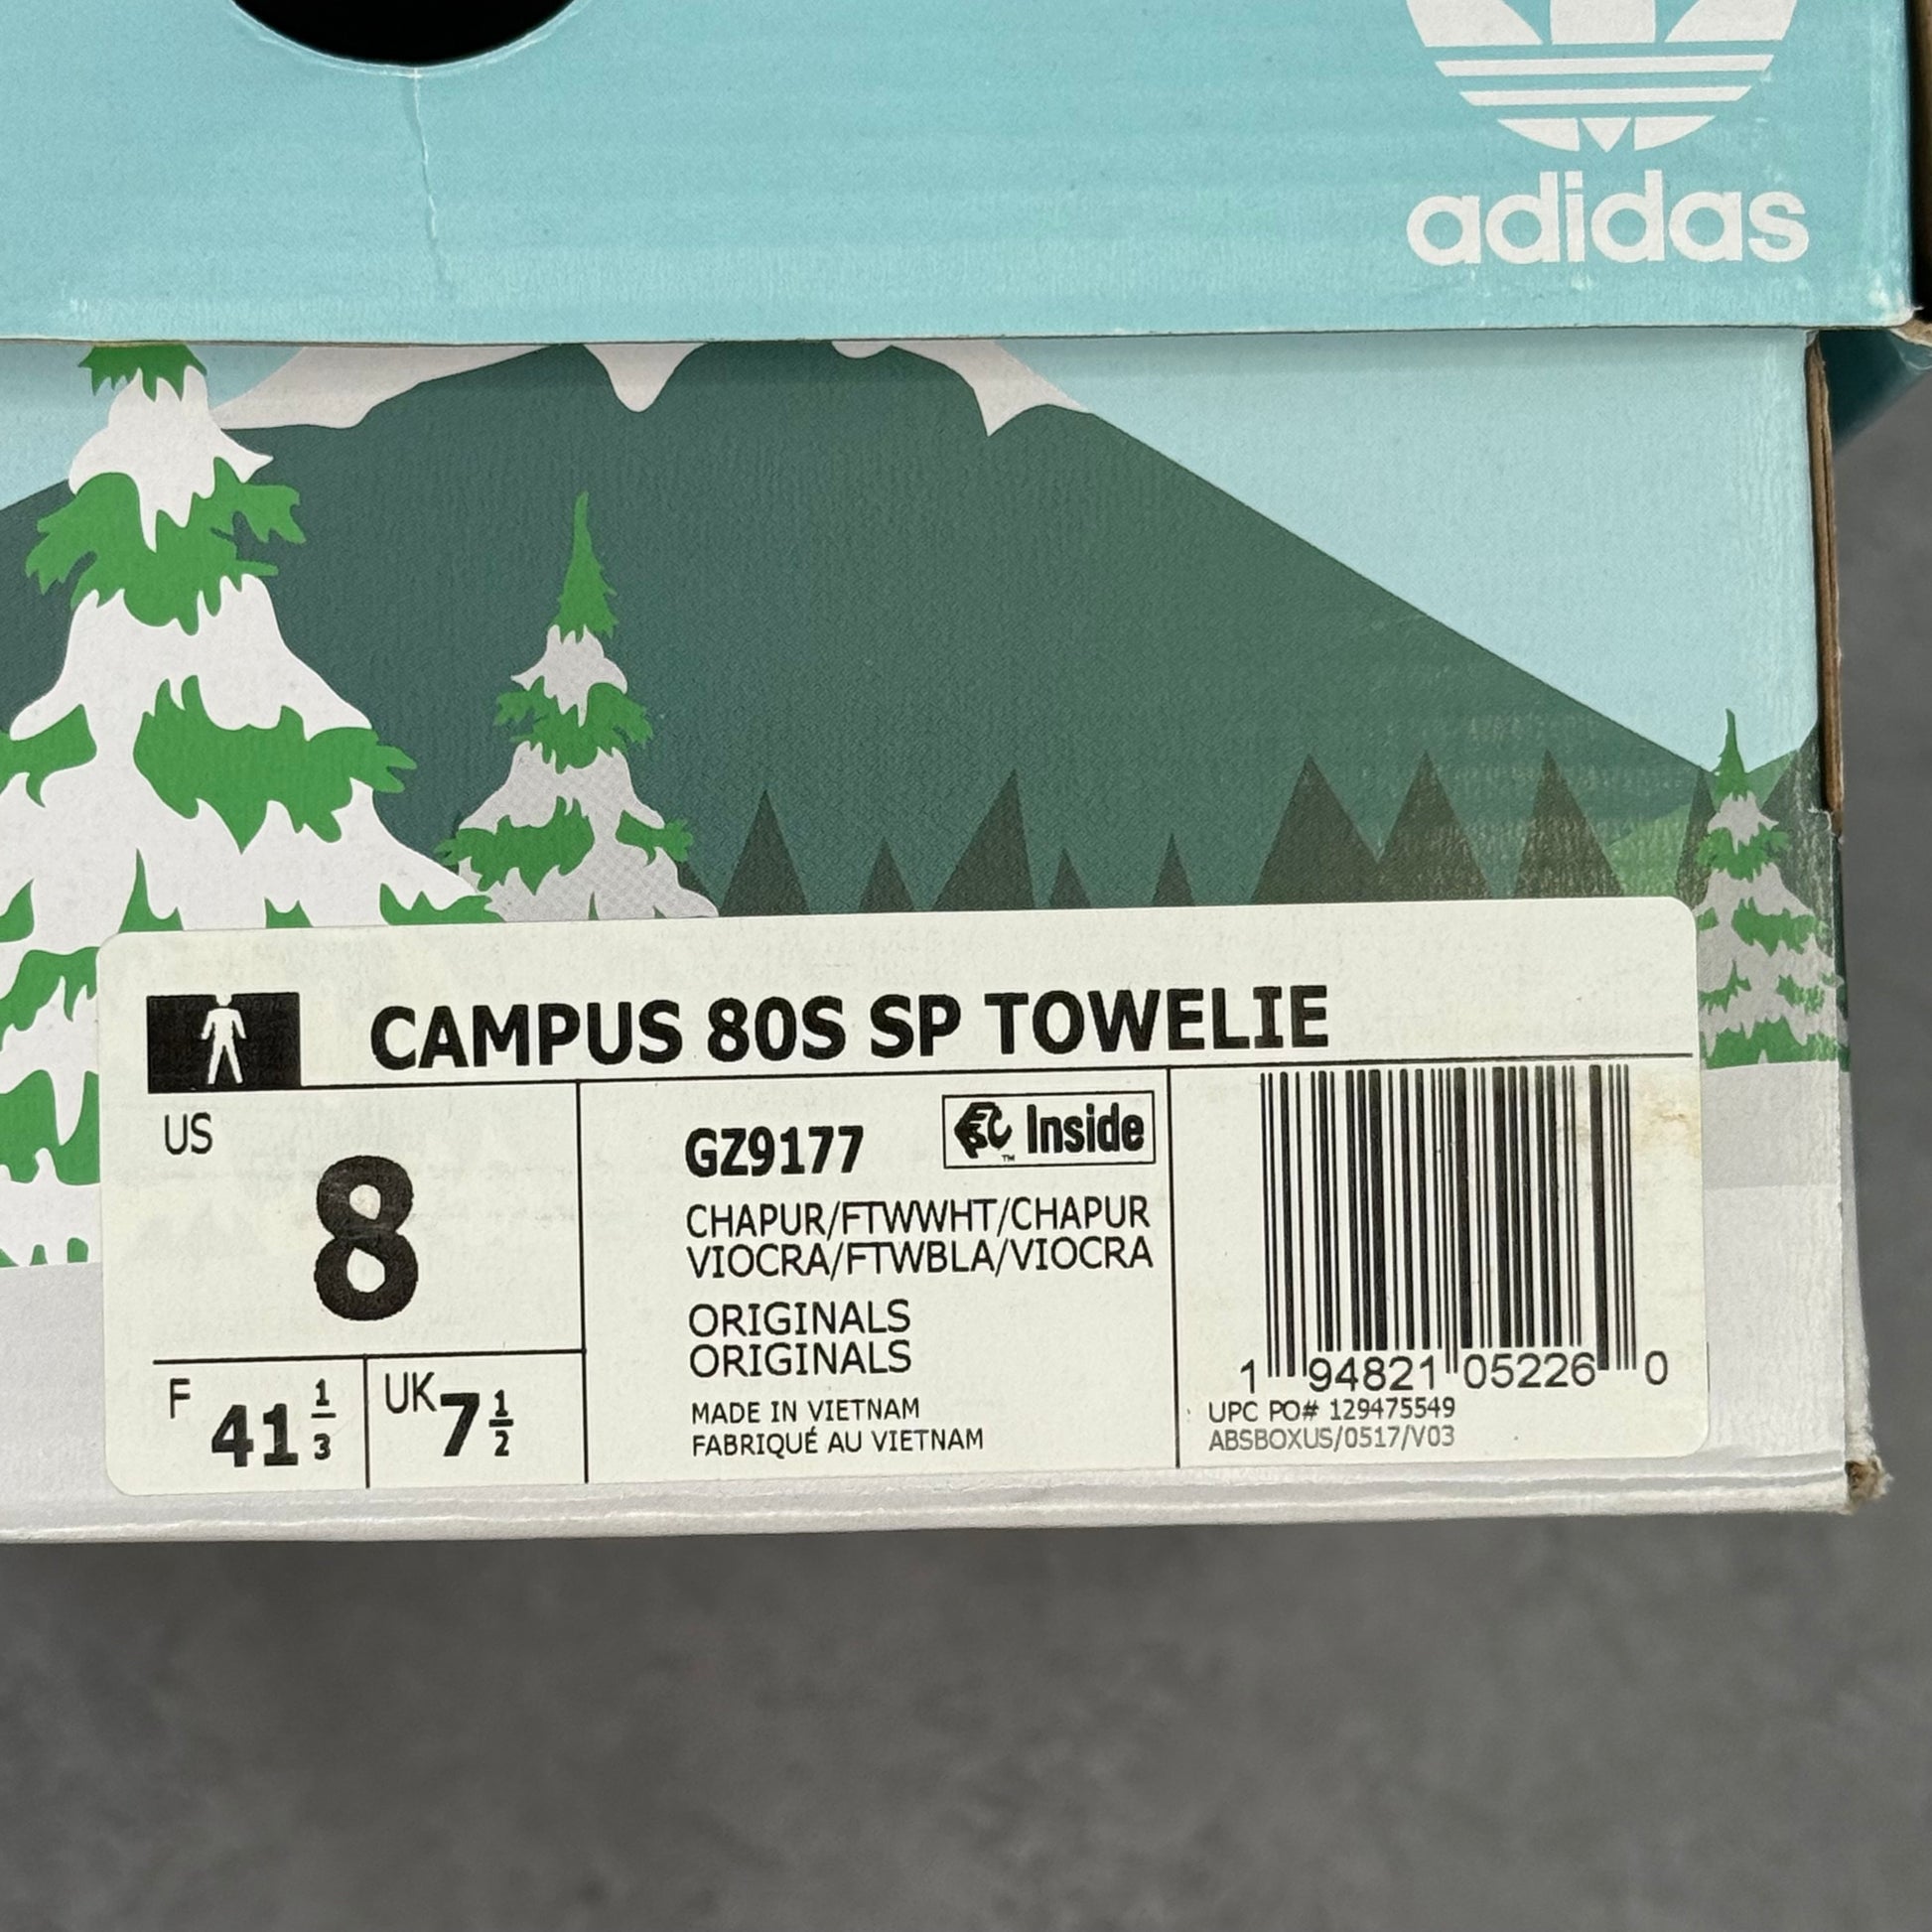 adidas
CAMPUS 80S SP TOWELIE
US
8
F 41 1/3
UK 7 1/2
GZ9177
Inside
™
CHAPUR/FTWWHT/CHAPUR
VIOCRA/FTWBLA/VIOCRA
ORIGINALS
ORIGINALS
MADE IN VIETNAM
FABRIQUÉ AU VIETNAM
1 94821 05226 0
UPC PO# 129475549
ABSBOXUS/0517/V03